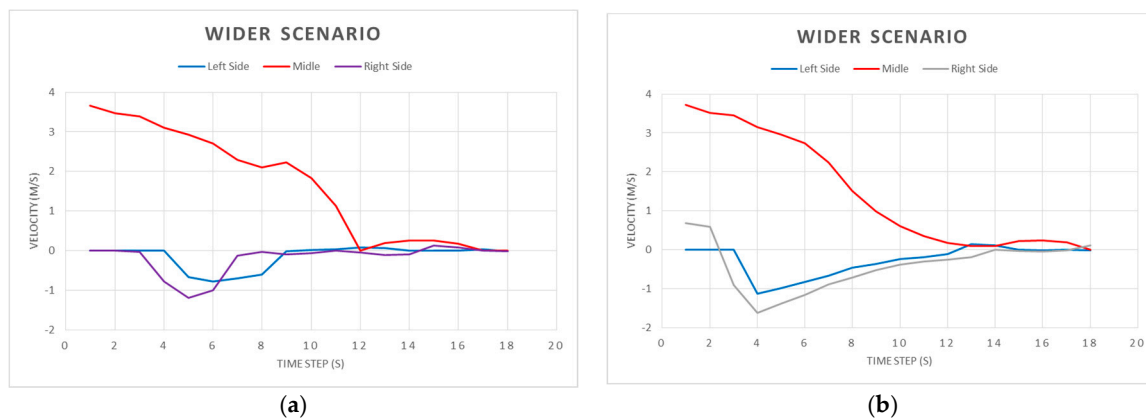 WIDER SCENARIO
Left Side Midle Right Side
4
3
2
1
0
-1
-2
VELOCITY (M/S)
0 2 4 6 8 10 12 14 16 18 20
TIME STEP (S)
(a)
WIDER SCENARIO
Left Side Midle Right Side
4
3
2
1
0
-1
-2
VELOCITY (M/S)
0 2 4 6 8 10 12 14 16 18 20
TIME STEP (S)
(b)